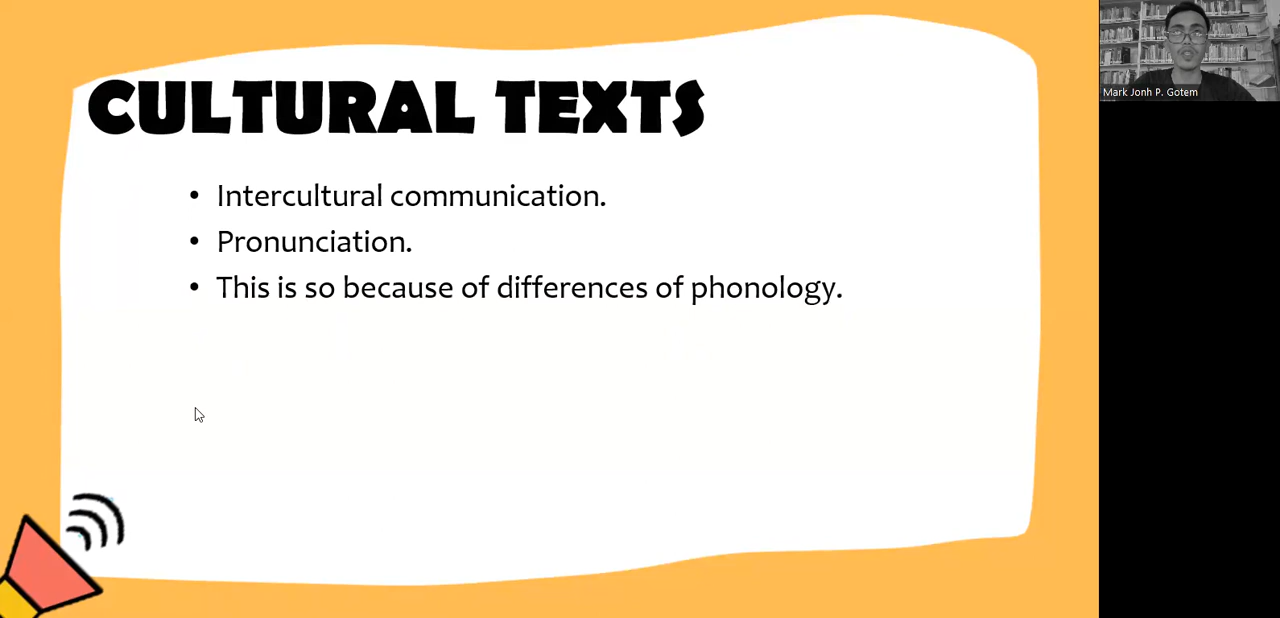 CULTURAL TEXTS
• Intercultural communication.
• Pronunciation.
• This is so because of differences of phonology.
Mark Jonh P. Gotem